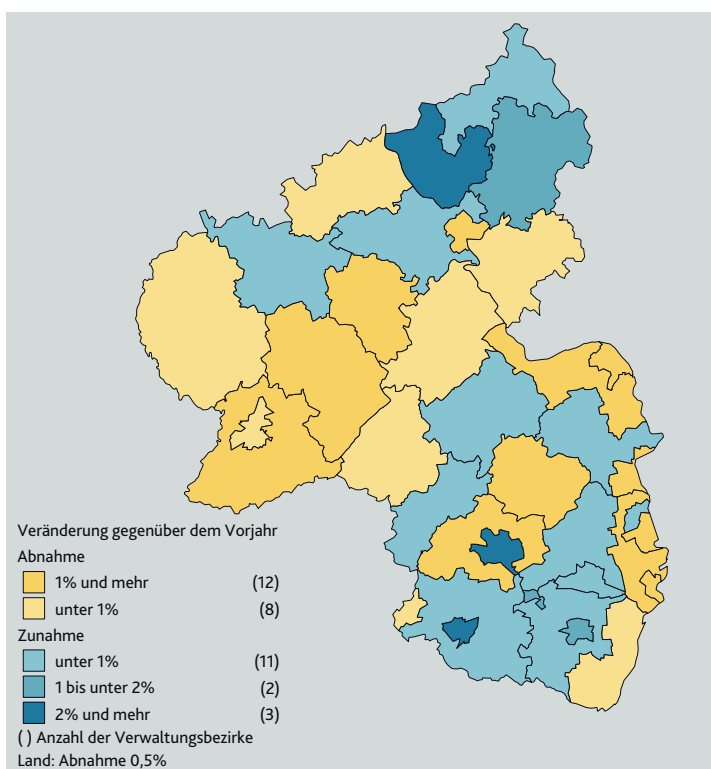 Veränderung gegenüber dem Vorjahr
Abnahme
1% und mehr (12)
unter 1% (8)
Zunahme
unter 1% (11)
1 bis unter 2% (2)
2% und mehr (3)
( ) Anzahl der Verwaltungsbezirke
Land: Abnahme 0,5%